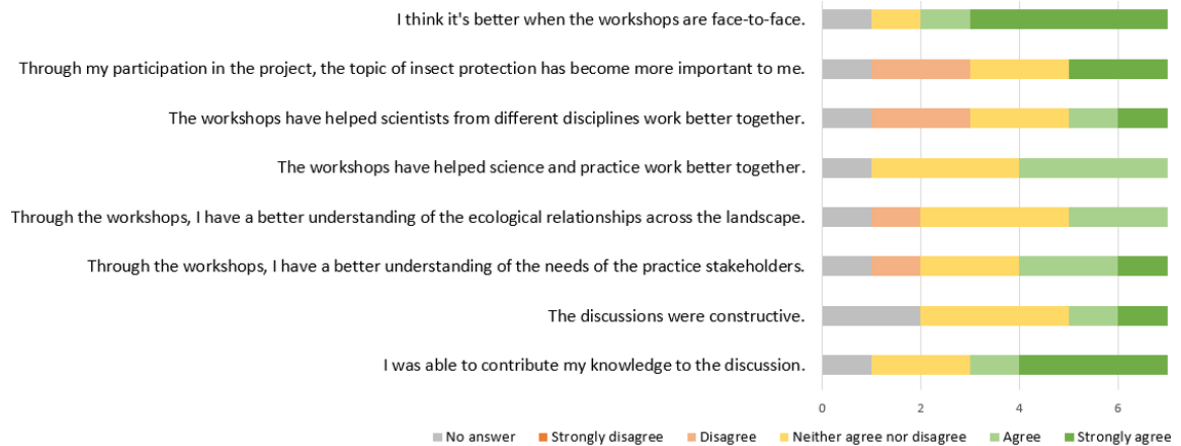 I think it's better when the workshops are face-to-face.
Through my participation in the project, the topic of insect protection has become more important to me.
The workshops have helped scientists from different disciplines work better together.
The workshops have helped science and practice work better together.
Through the workshops, I have a better understanding of the ecological relationships across the landscape.
Through the workshops, I have a better understanding of the needs of the practice stakeholders.
The discussions were constructive.
I was able to contribute my knowledge to the discussion.
0 2 4 6
No answer Strongly disagree Disagree Neither agree nor disagree Agree Strongly agree